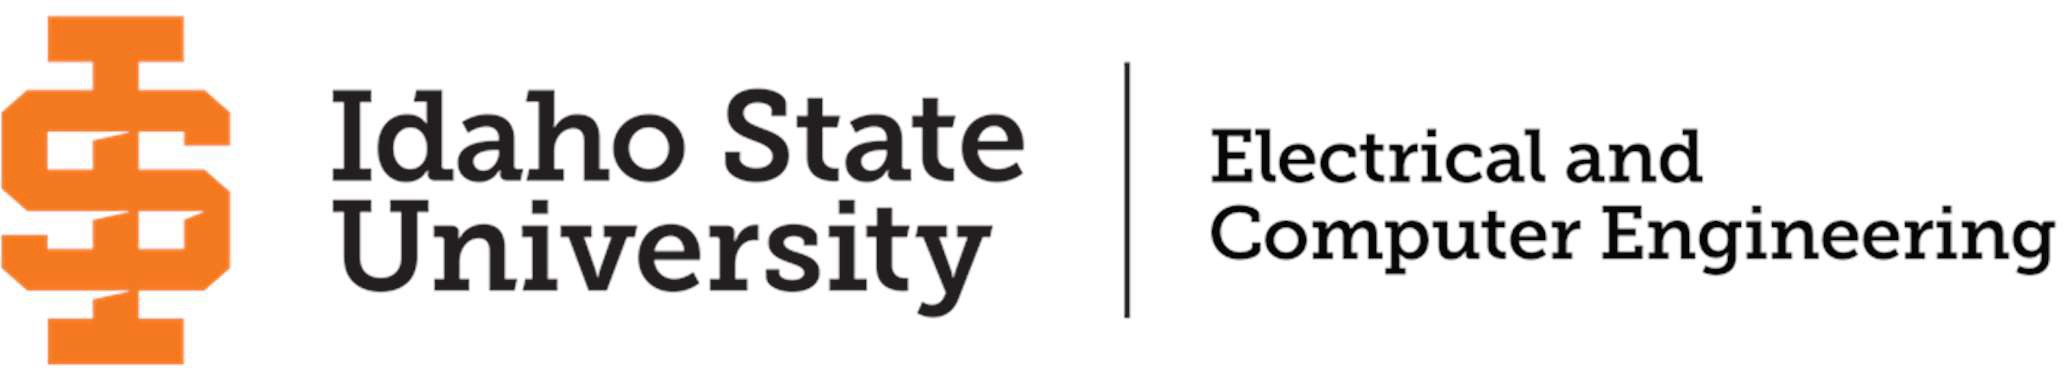 Idaho State
University
Electrical and
Computer Engineering